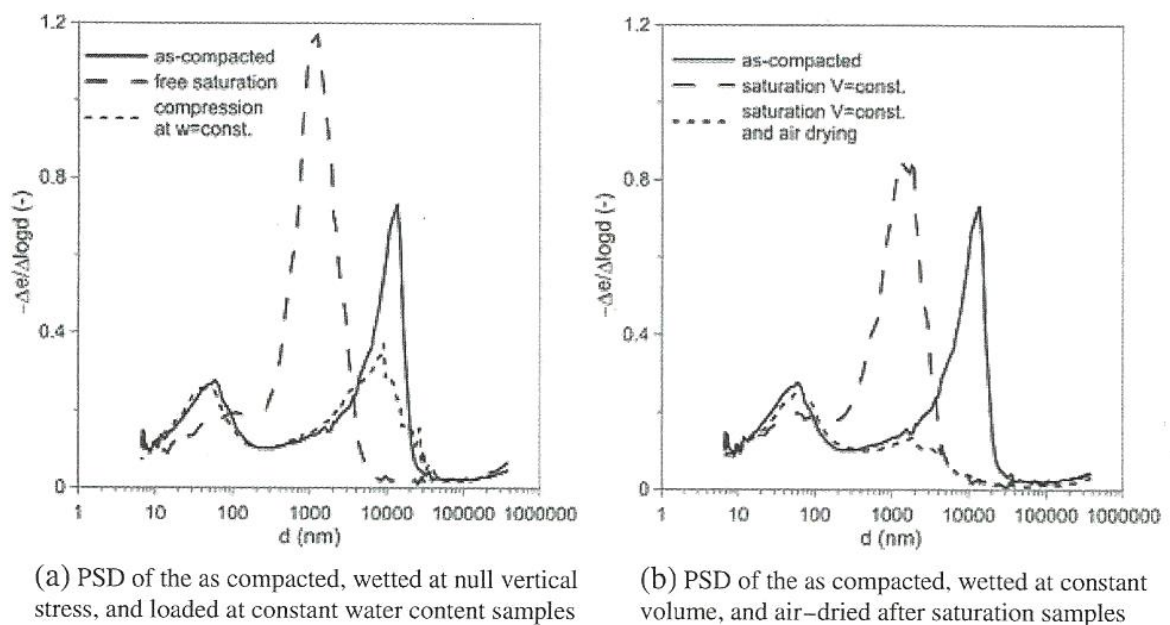 1.2
as-compacted
free saturation
compression
at w=const.
0.8
0.4
0
-Δe/Δlogd (-)
1 10 100 1000 10000 100000 1000000
d (nm)
(a) PSD of the as compacted, wetted at null vertical
stress, and loaded at constant water content samples
1.2
as-compacted
saturation V=const.
saturation V=const.
and air drying
0.8
0.4
0
-Δe/Δlogd (-)
1 10 100 1000 10000 100000 1000000
d (nm)
(b) PSD of the as compacted, wetted at constant
volume, and air–dried after saturation samples